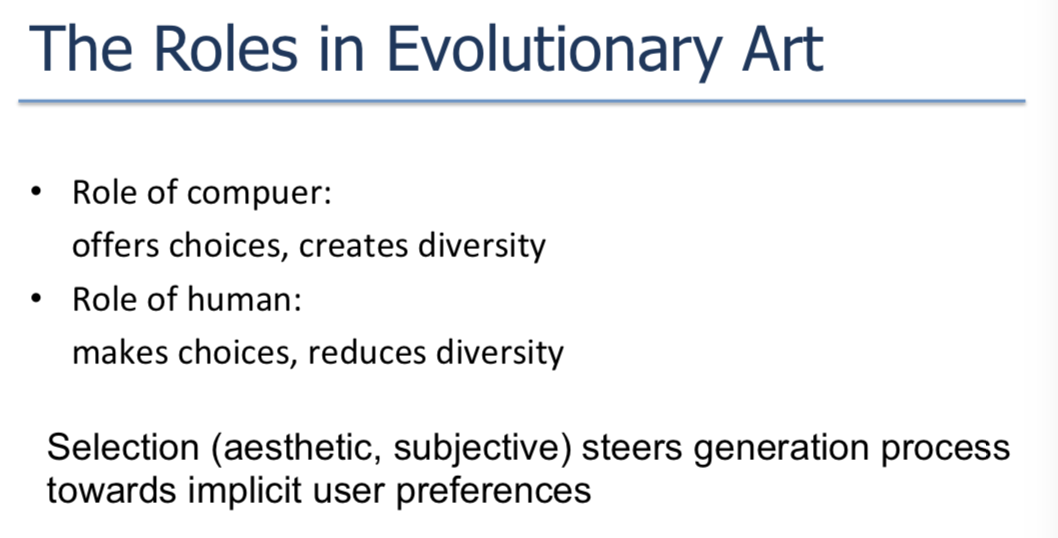 The Roles in Evolutionary Art
• Role of compuer:
offers choices, creates diversity
• Role of human:
makes choices, reduces diversity
Selection (aesthetic, subjective) steers generation process
towards implicit user preferences